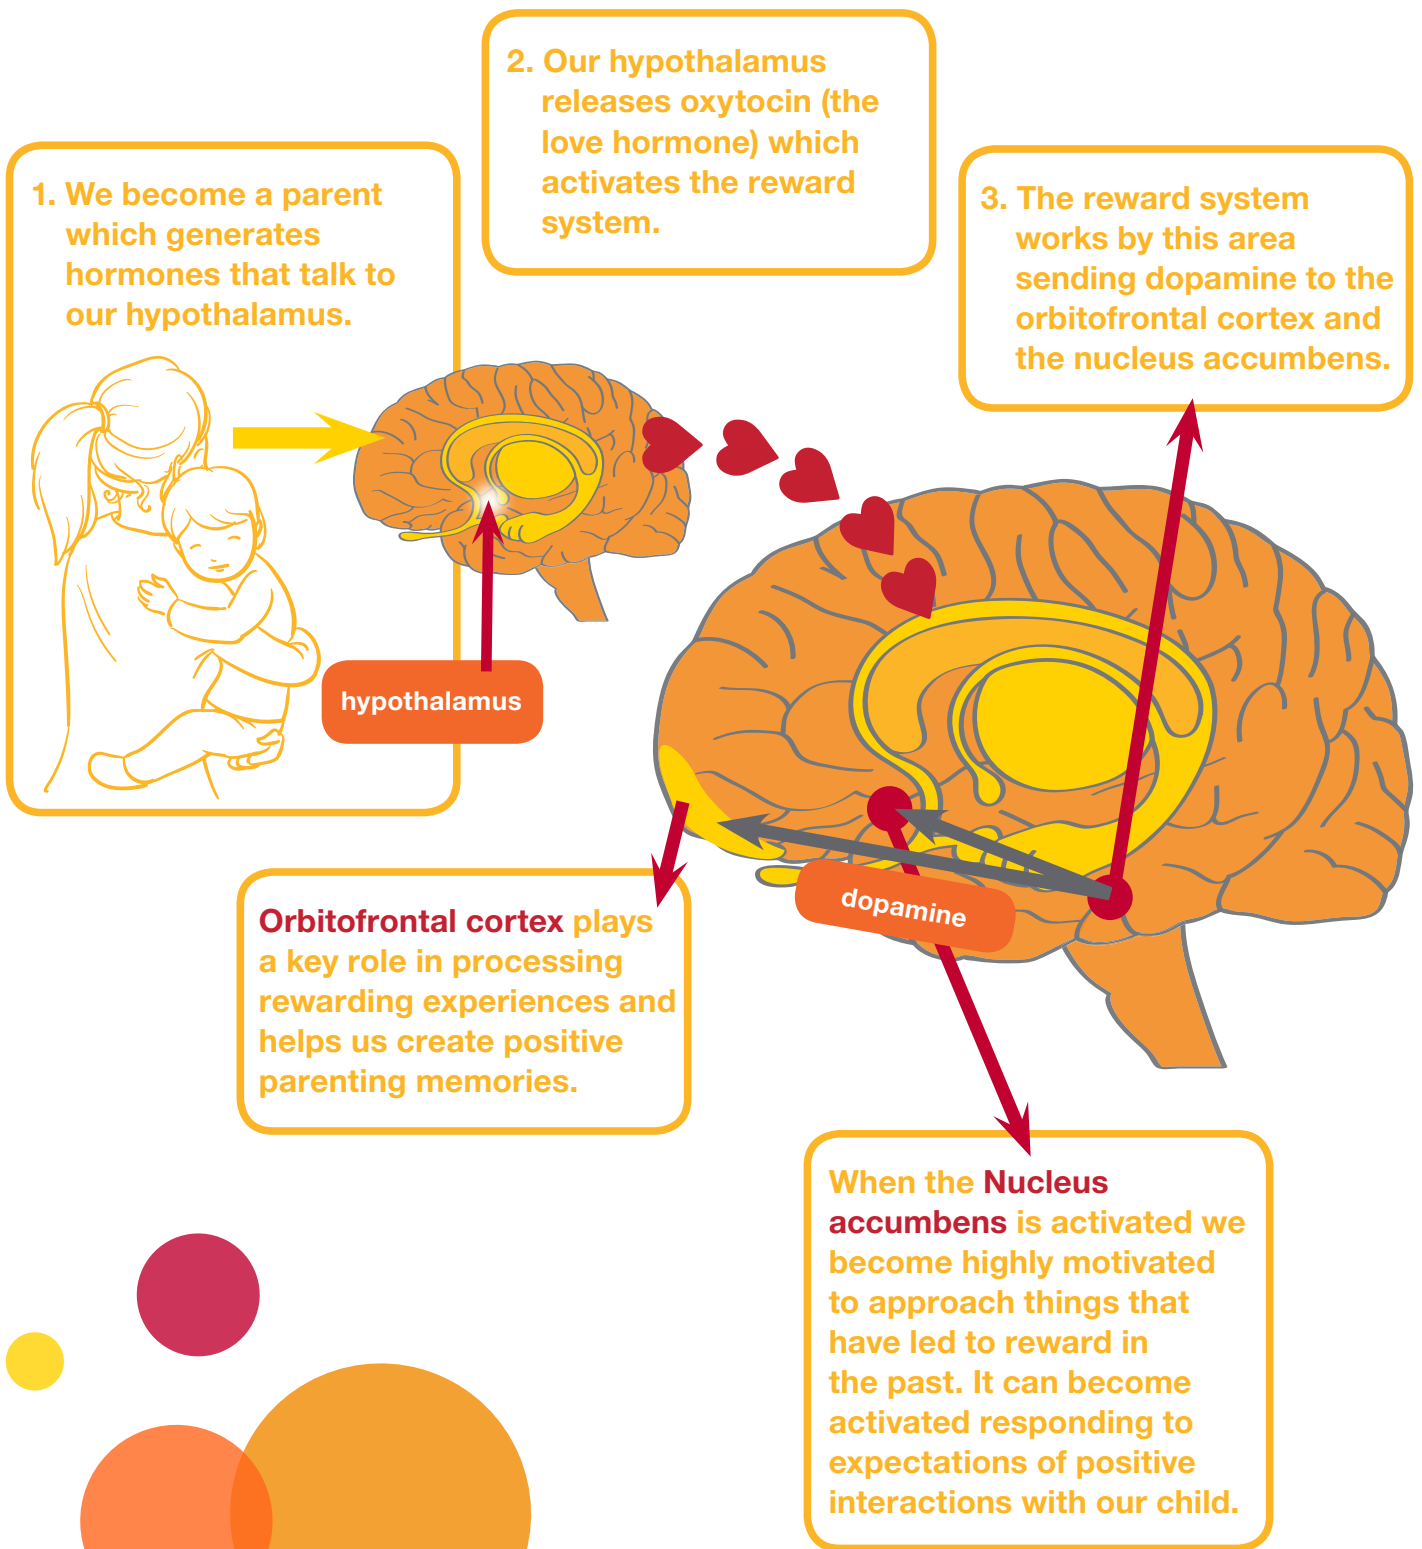 1. We become a parent
which generates
hormones that talk to
our hypothalamus.
2. Our hypothalamus
releases oxytocin (the
love hormone) which
activates the reward
system.
3. The reward system
works by this area
sending dopamine to the
orbitofrontal cortex and
the nucleus accumbens.
hypothalamus
dopamine
Orbitofrontal cortex plays
a key role in processing
rewarding experiences and
helps us create positive
parenting memories.
When the Nucleus
accumbens is activated we
become highly motivated
to approach things that
have led to reward in
the past. It can become
activated responding to
expectations of positive
interactions with our child.